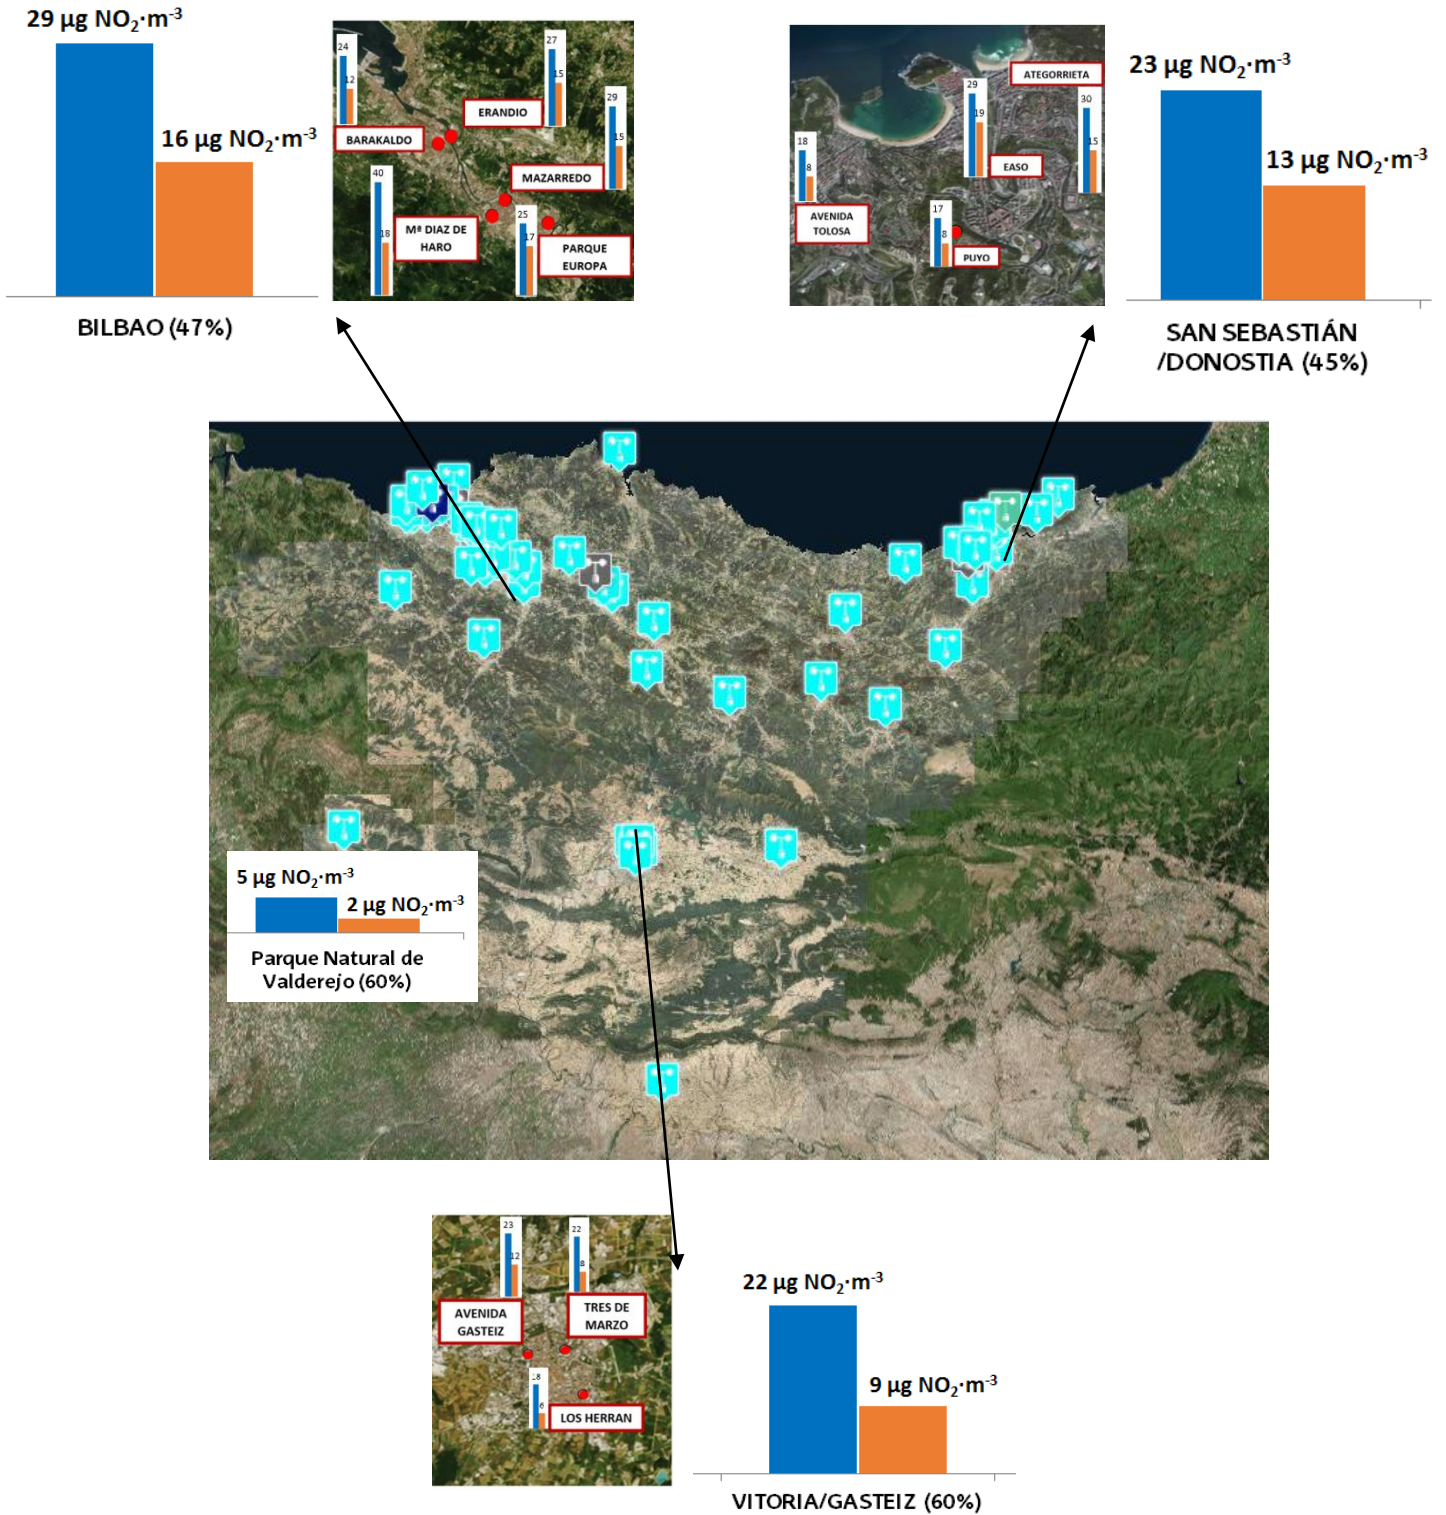 29 µg NO₂·m⁻³
16 µg NO₂·m⁻³
BILBAO (47%)
24
12
BARAKALDO
27
15
ERANDIO
29
15
MAZARREDO
40
18
Mª DIAZ DE
HARO
25
17
PARQUE
EUROPA
18
8
AVENIDA
TOLOSA
29
19
EASO
ATEGORRIETA
30
15
17
8
PUYO
23 µg NO₂·m⁻³
13 µg NO₂·m⁻³
SAN SEBASTIÁN
/DONOSTIA (45%)
5 µg NO₂·m⁻³
2 µg NO₂·m⁻³
Parque Natural de
Valderejo (60%)
23
12
AVENIDA
GASTEIZ
22
8
TRES DE
MARZO
18
6
LOS HERRAN
22 µg NO₂·m⁻³
9 µg NO₂·m⁻³
VITORIA/GASTEIZ (60%)